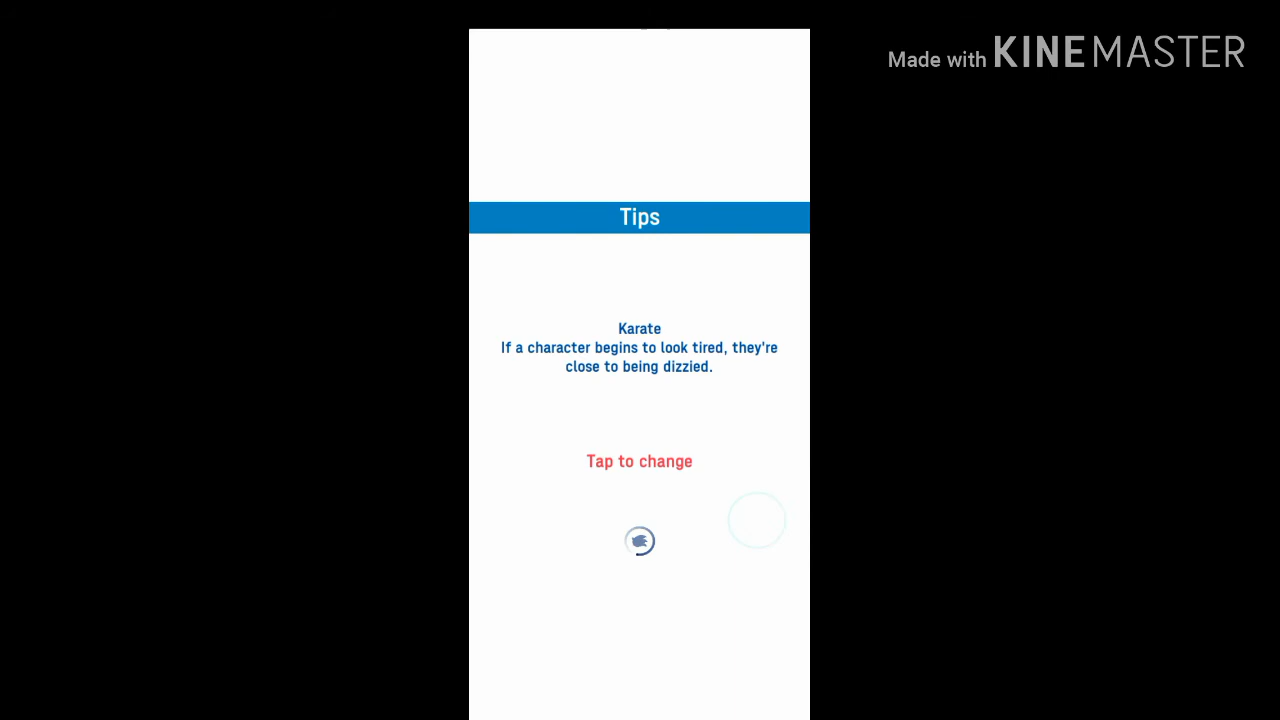 Made with KINEMASTER
Tips
Karate
If a character begins to look tired, they're
close to being dizzied.
Tap to change